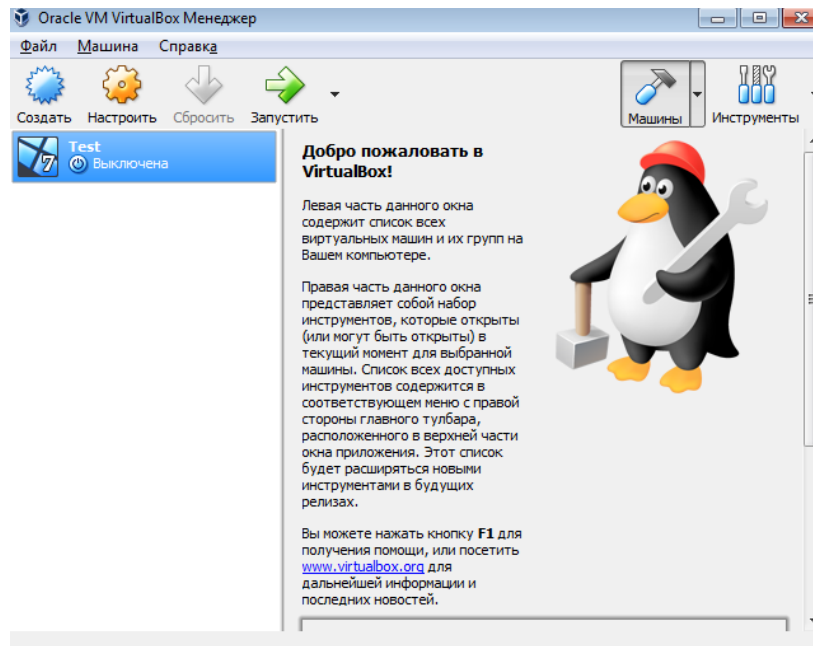 Oracle VM VirtualBox Менеджер
Файл Машина Справка
Создать Настроить Сбросить Запустить Машины Инструменты
Test
Выключена
7
Добро пожаловать в
VirtualBox!
Левая часть данного окна
содержит список всех
виртуальных машин и их групп на
Вашем компьютере.
Правая часть данного окна
представляет собой набор
инструментов, которые открыты
(или могут быть открыты) в
текущий момент для выбранной
машины. Список всех доступных
инструментов содержится в
соответствующем меню с правой
стороны главного тулбара,
расположенного в верхней части
окна приложения. Этот список
будет расширяться новыми
инструментами в будущих
релизах.
Вы можете нажать кнопку F1 для
получения помощи, или посетить
www.virtualbox.org для
дальнейшей информации и
последних новостей.